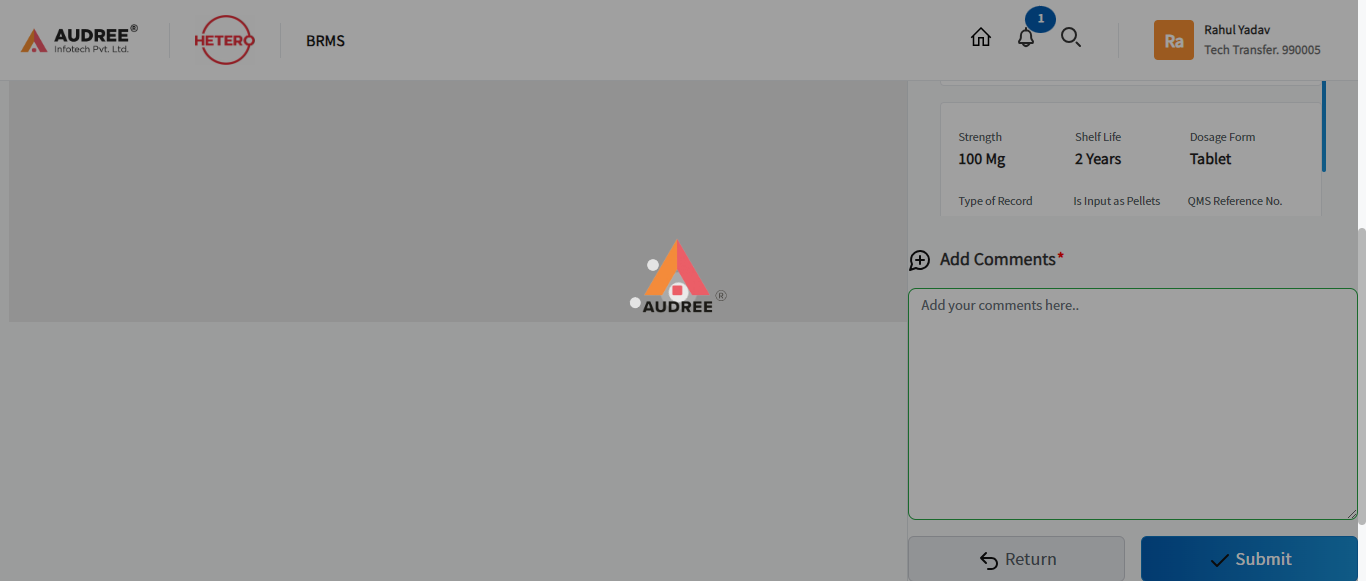 AUDREE®
Infotech Pvt. Ltd.
HETERO
BRMS
1
Ra
Rahul Yadav
Tech Transfer. 990005
Strength
Shelf Life
Dosage Form
100 Mg
2 Years
Tablet
Type of Record
Is Input as Pellets
QMS Reference No.
AUDREE®
Add Comments*
Add your comments here..
Return
Submit